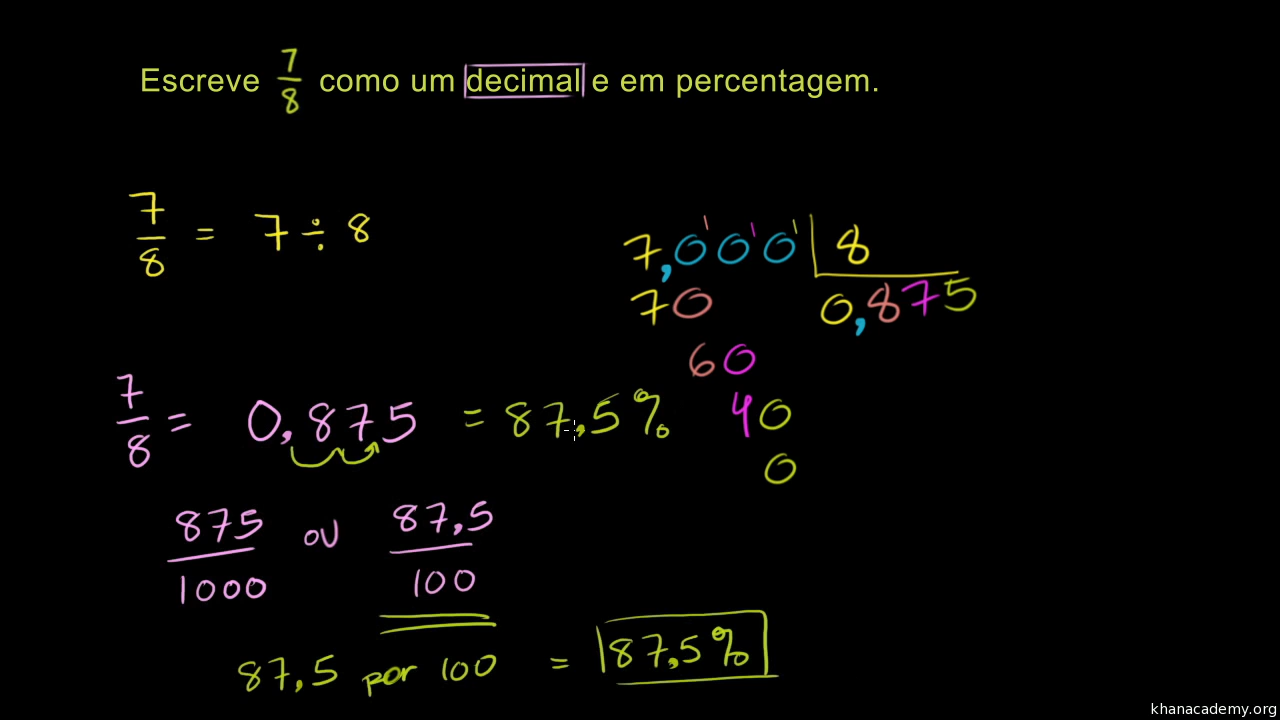 Escreve 7/8 como um decimal e em percentagem.
7/8 = 7 ÷ 8
7,000 | 8
70 0,875
60
40
0
7/8 = 0,875 = 87,5%
875/1000 ou 87,5/100
87,5 por 100 = 87,5%
khanacademy.org